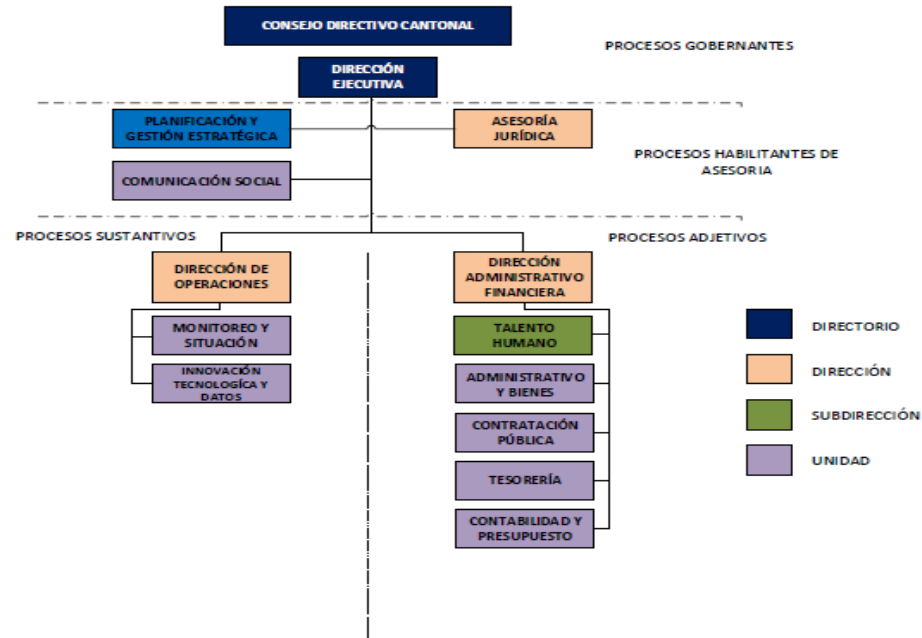 CONSEJO DIRECTIVO CANTONAL
PROCESOS GOBERNANTES
DIRECCIÓN
EJECUTIVA
PLANIFICACIÓN Y
GESTIÓN ESTRATÉGICA
ASESORÍA
JURÍDICA
PROCESOS HABILITANTES DE
ASESORIA
COMUNICACIÓN SOCIAL
PROCESOS SUSTANTIVOS
PROCESOS ADJETIVOS
DIRECCIÓN DE
OPERACIONES
MONITOREO Y
SITUACIÓN
INNOVACIÓN
TECNOLOGÍCA Y
DATOS
DIRECCIÓN
ADMINISTRATIVO
FINANCIERA
TALENTO
HUMANO
ADMINISTRATIVO
Y BIENES
CONTRATACIÓN
PÚBLICA
TESORERÍA
CONTABILIDAD Y
PRESUPUESTO
DIRECTORIO
DIRECCIÓN
SUBDIRECCIÓN
UNIDAD